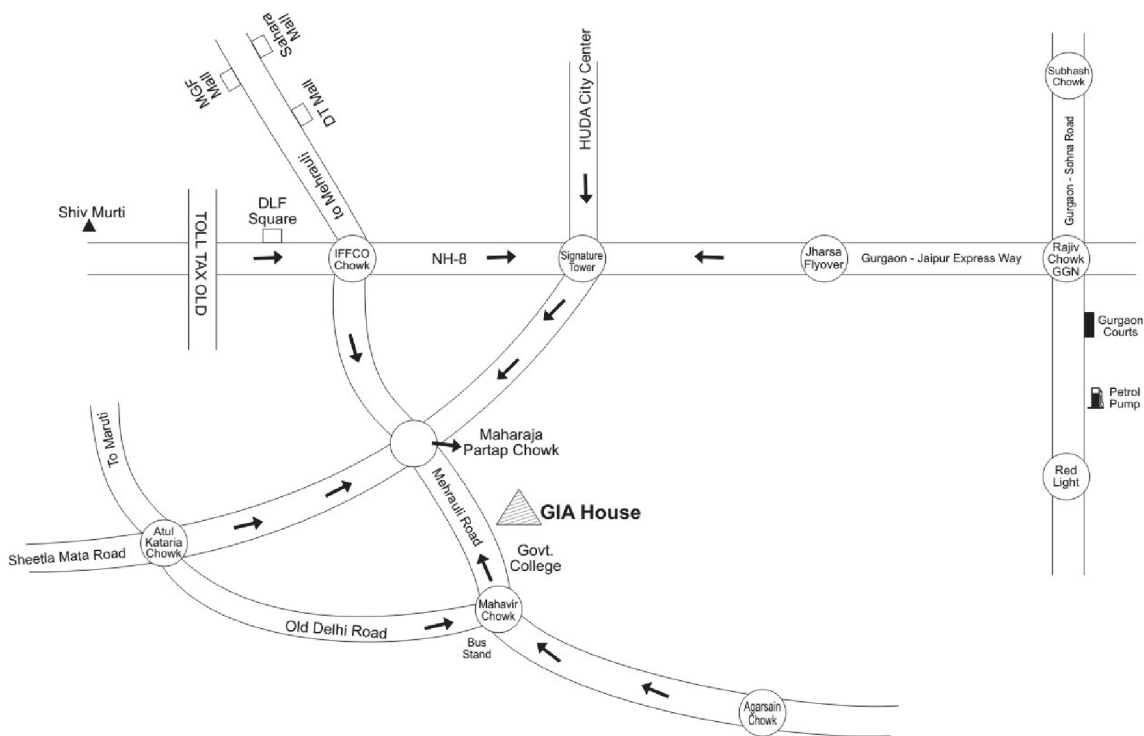 Sahara
Mall
MGF
Mall
DT Mall
to Mehrauli
HUDA City Center
Subhash
Chowk
Gurgaon - Sohna Road
Shiv Murti
TOLL TAX OLD
DLF
Square
IFFCO
Chowk
NH-8
Signature
Tower
Jharsa
Flyover
Gurgaon - Jaipur Express Way
Rajiv
Chowk
GGN
Gurgaon
Courts
Petrol
Pump
Red
Light
To Maruti
Maharaja
Partap Chowk
Mehrauli Road
GIA House
Govt.
College
Atul
Kataria
Chowk
Sheetla Mata Road
Old Delhi Road
Mahavir
Chowk
Bus
Stand
Agarsain
Chowk